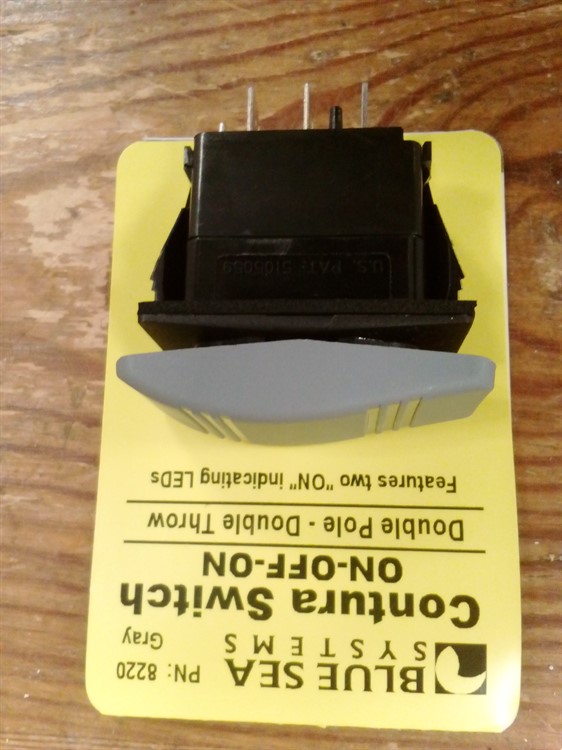 BLUE SEA
SYSTEMS
PN: 8220
Gray
Contura Switch
ON-OFF-ON
Double Pole - Double Throw
Features two "ON" indicating LEDs
U.S. PAT. 5105059